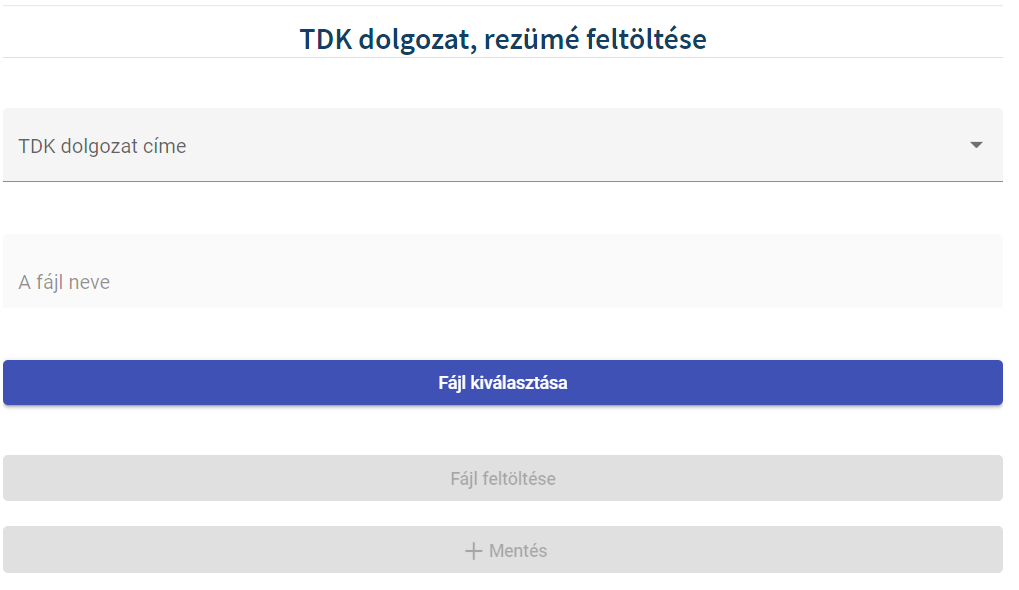 TDK dolgozat, rezümé feltöltése
TDK dolgozat címe
A fájl neve
Fájl kiválasztása
Fájl feltöltése
+ Mentés